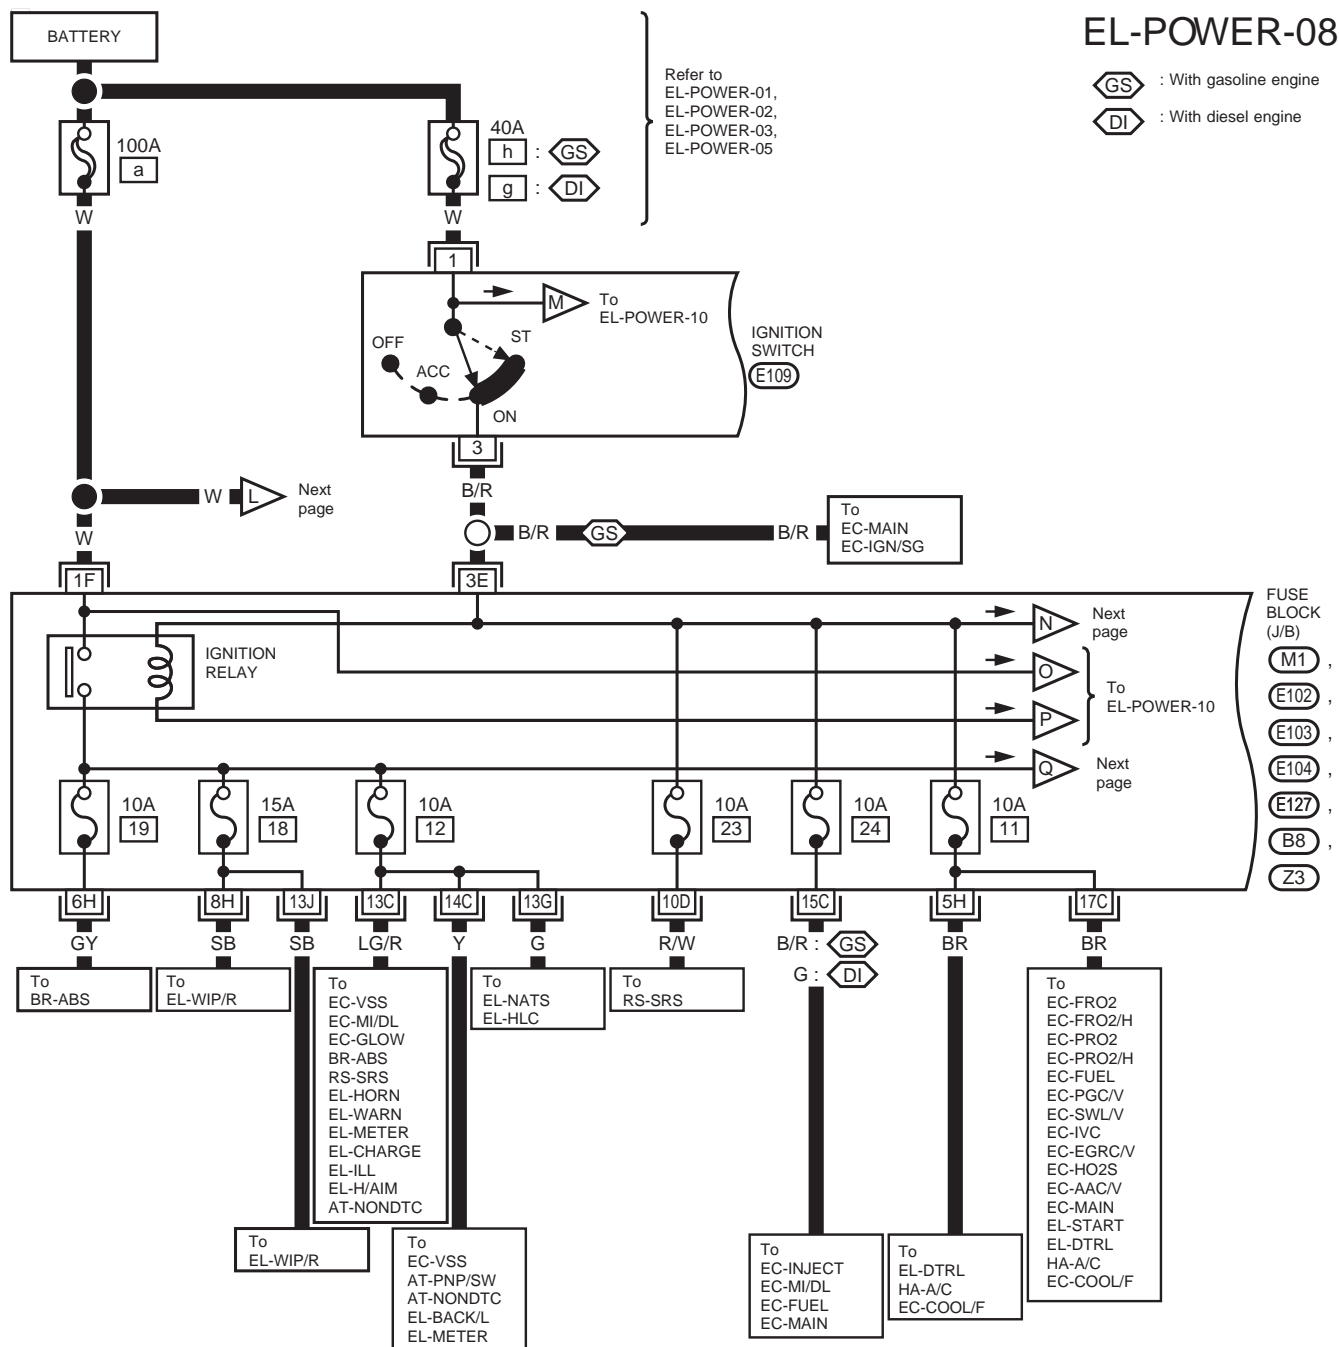 EL-POWER-08
GS : With gasoline engine
DI : With diesel engine
BATTERY
Refer to
EL-POWER-01,
EL-POWER-02,
EL-POWER-03,
EL-POWER-05
100A
a
40A
h : GS
g : DI
W
W
1
M
To
EL-POWER-10
OFF
ACC
ST
ON
IGNITION
SWITCH
E109
3
B/R
W
L
Next
page
W
B/R
GS
B/R
To
EC-MAIN
EC-IGN/SG
1F
3E
IGNITION
RELAY
N
Next
page
O
P
To
EL-POWER-10
Q
Next
page
FUSE
BLOCK
(J/B)
M1 ,
E102 ,
E103 ,
E104 ,
E127 ,
B8 ,
Z3
10A
19
15A
18
10A
12
10A
23
10A
24
10A
11
6H
8H
13J
13C
14C
13G
10D
15C
5H
17C
GY
SB
SB
LG/R
Y
G
R/W
B/R : GS
G : DI
BR
BR
To
BR-ABS
To
EL-WIP/R
To
EL-WIP/R
To
EC-VSS
EC-MI/DL
EC-GLOW
BR-ABS
RS-SRS
EL-HORN
EL-WARN
EL-METER
EL-CHARGE
EL-ILL
EL-H/AIM
AT-NONDTC
To
EC-VSS
AT-PNP/SW
AT-NONDTC
EL-BACK/L
EL-METER
To
EL-NATS
EL-HLC
To
RS-SRS
To
EC-INJECT
EC-MI/DL
EC-FUEL
EC-MAIN
To
EL-DTRL
HA-A/C
EC-COOL/F
To
EC-FRO2
EC-FRO2/H
EC-PRO2
EC-PRO2/H
EC-FUEL
EC-PGC/V
EC-SWL/V
EC-IVC
EC-EGRC/V
EC-HO2S
EC-AAC/V
EC-MAIN
EL-START
EL-DTRL
HA-A/C
EC-COOL/F